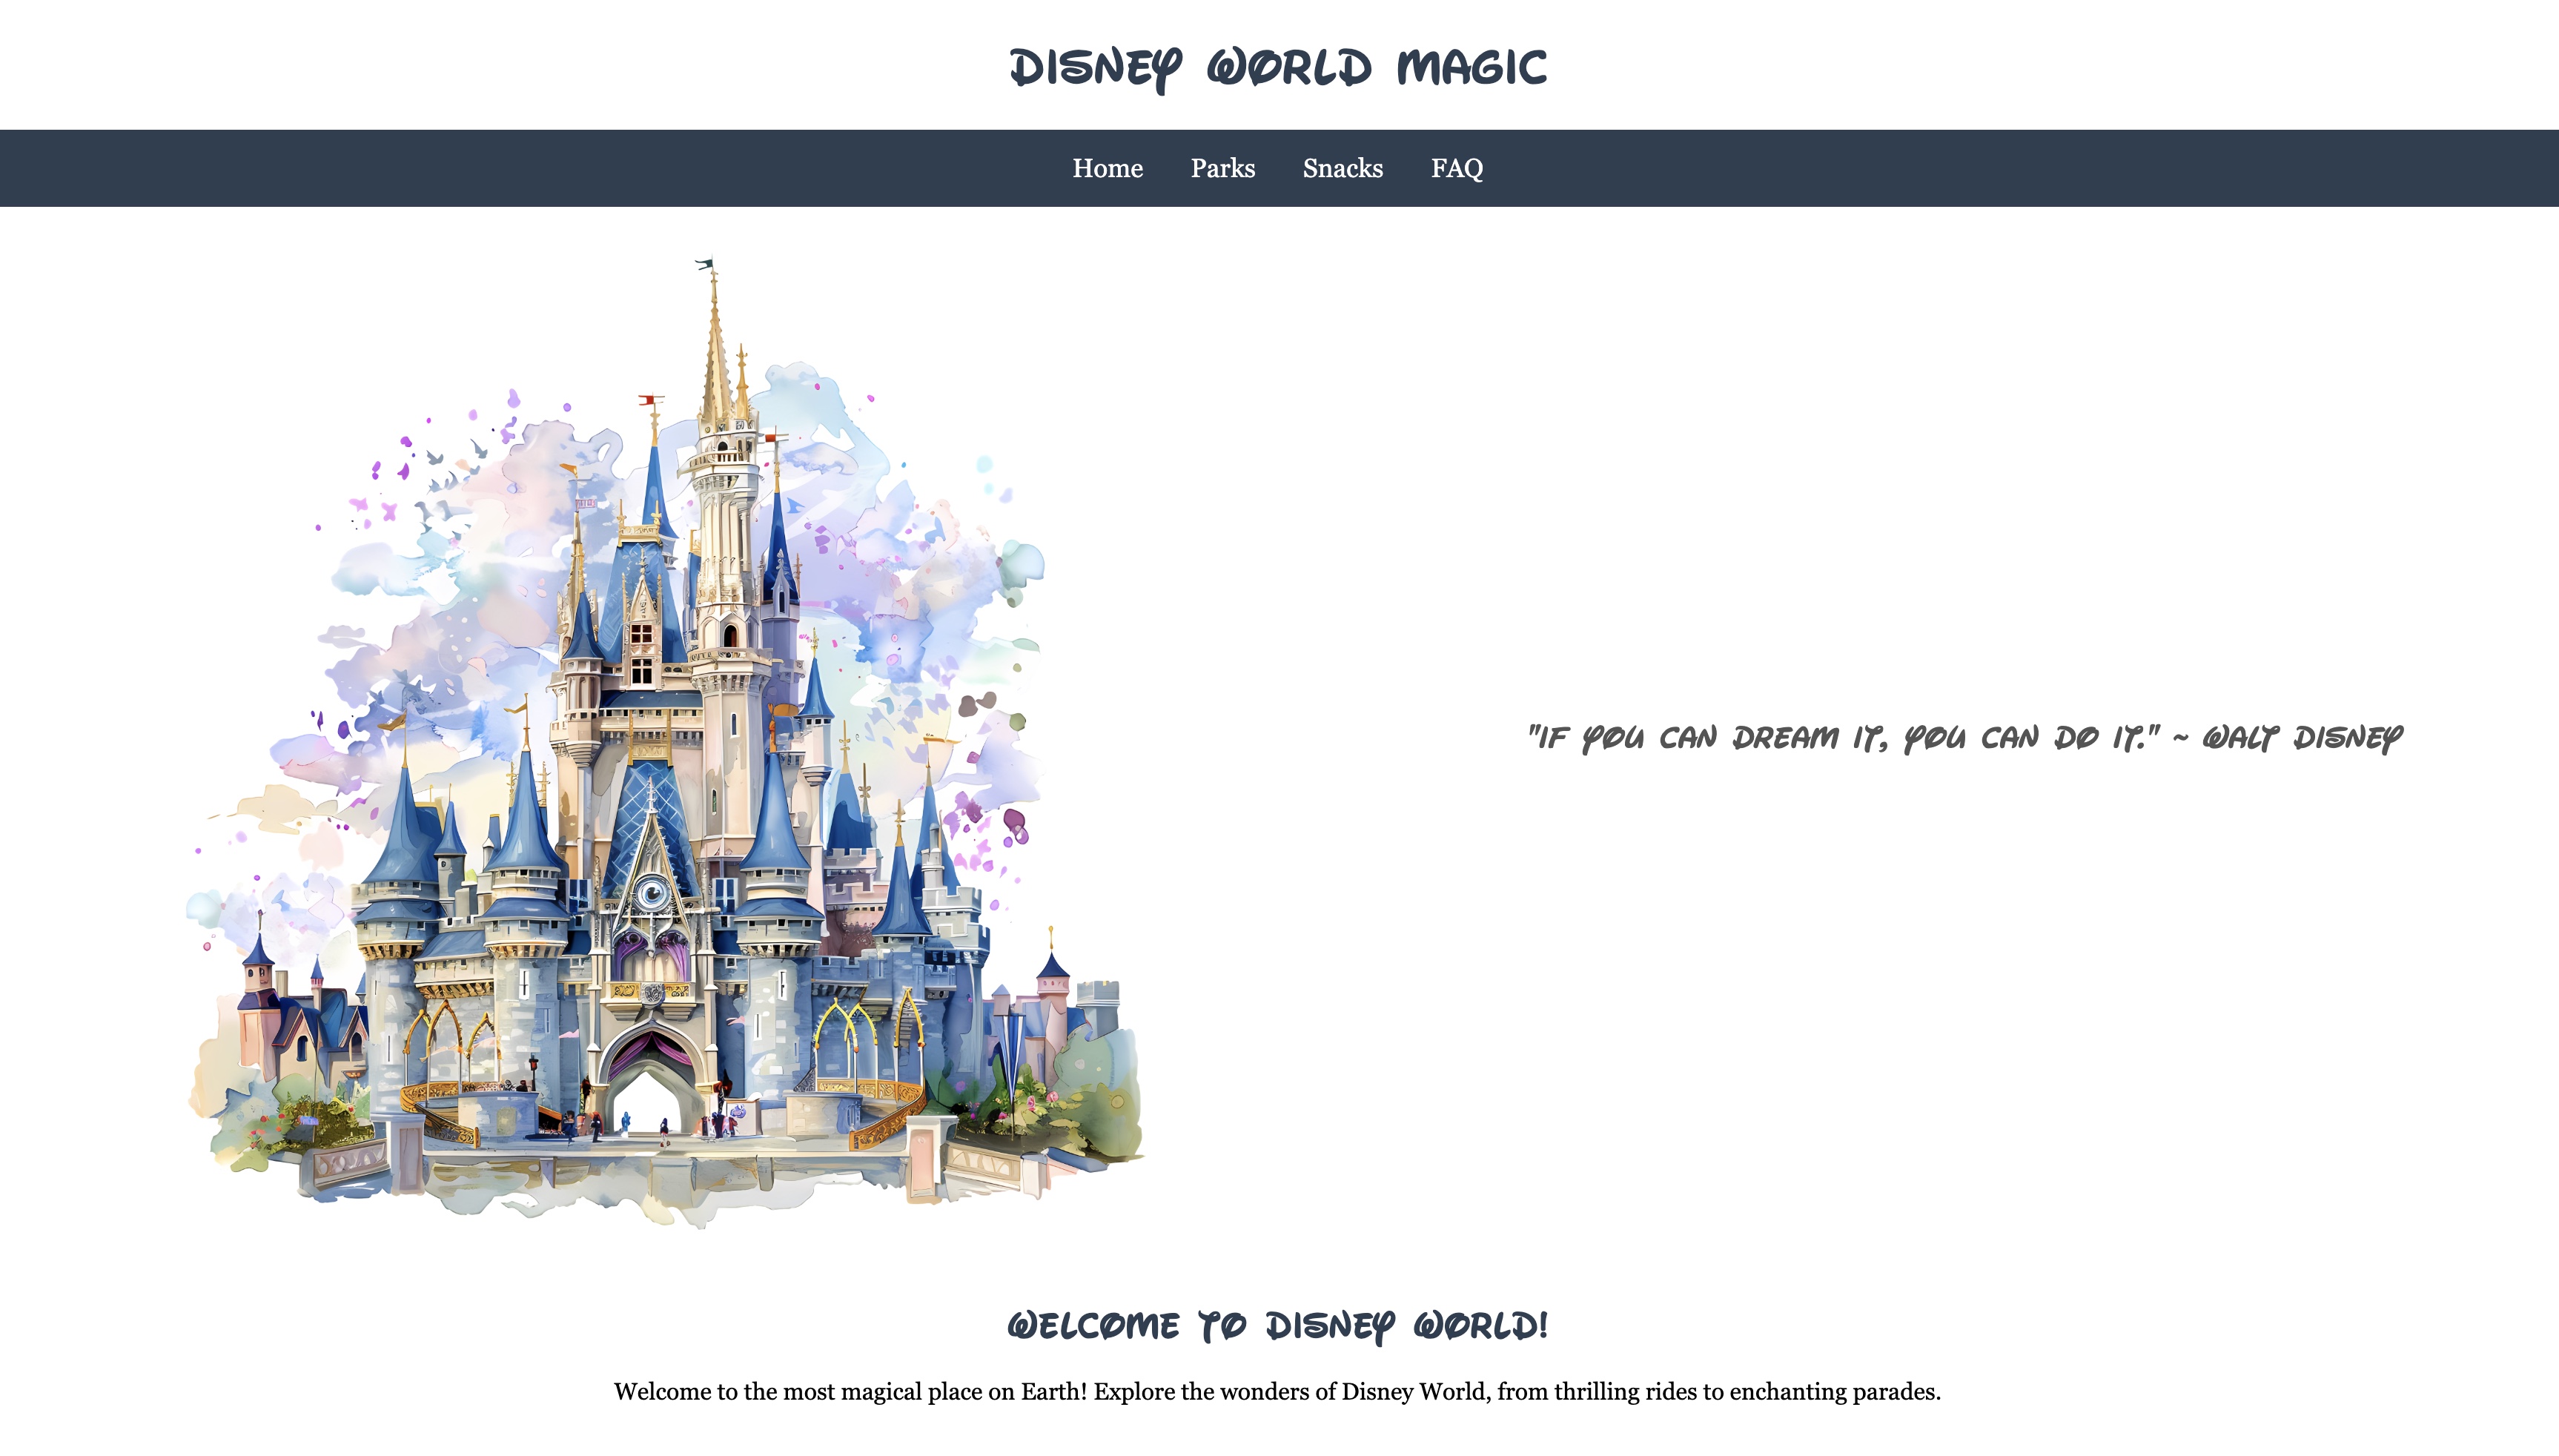 DISNEY WORLD MAGIC
Home Parks Snacks FAQ
"IF YOU CAN DREAM IT, YOU CAN DO IT." ~ WALT DISNEY
WELCOME TO DISNEY WORLD!
Welcome to the most magical place on Earth! Explore the wonders of Disney World, from thrilling rides to enchanting parades.